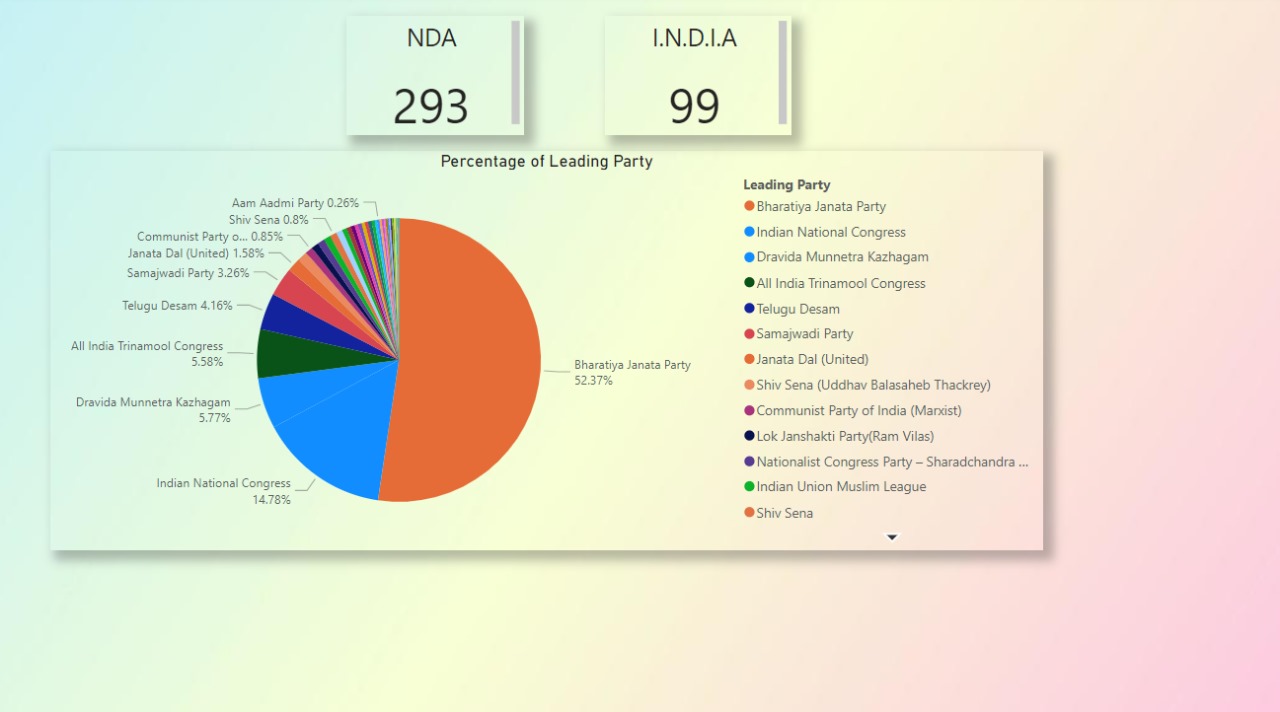 NDA
293
I.N.D.I.A
99
Percentage of Leading Party
Aam Aadmi Party 0.26%
Shiv Sena 0.8%
Communist Party o... 0.85%
Janata Dal (United) 1.58%
Samajwadi Party 3.26%
Telugu Desam 4.16%
All India Trinamool Congress
5.58%
Dravida Munnetra Kazhagam
5.77%
Indian National Congress
14.78%
Bharatiya Janata Party
52.37%
Leading Party
Bharatiya Janata Party
Indian National Congress
Dravida Munnetra Kazhagam
All India Trinamool Congress
Telugu Desam
Samajwadi Party
Janata Dal (United)
Shiv Sena (Uddhav Balasaheb Thackrey)
Communist Party of India (Marxist)
Lok Janshakti Party(Ram Vilas)
Nationalist Congress Party – Sharadchandra ...
Indian Union Muslim League
Shiv Sena